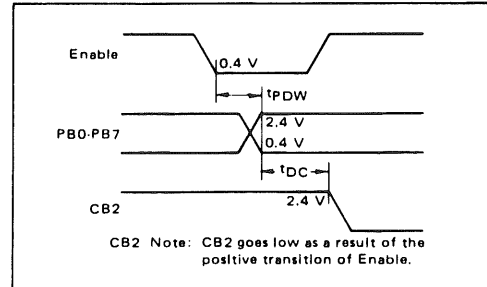 Enable
0.4 V
tPDW
PB0-PB7
2.4 V
0.4 V
tDC
CB2
2.4 V
CB2 Note: CB2 goes low as a result of the
positive transition of Enable.